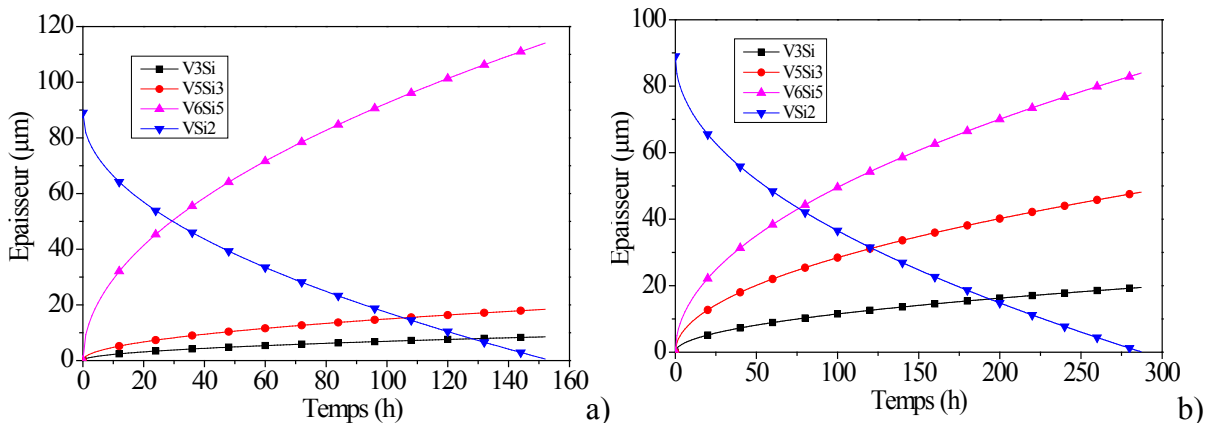 120
100
80
60
40
20
0
Epaisseur (µm)
V3Si
V5Si3
V6Si5
VSi2
0 20 40 60 80 100 120 140 160
Temps (h)
a)
100
80
60
40
20
0
Epaisseur (µm)
V3Si
V5Si3
V6Si5
VSi2
0 50 100 150 200 250 300
Temps (h)
b)